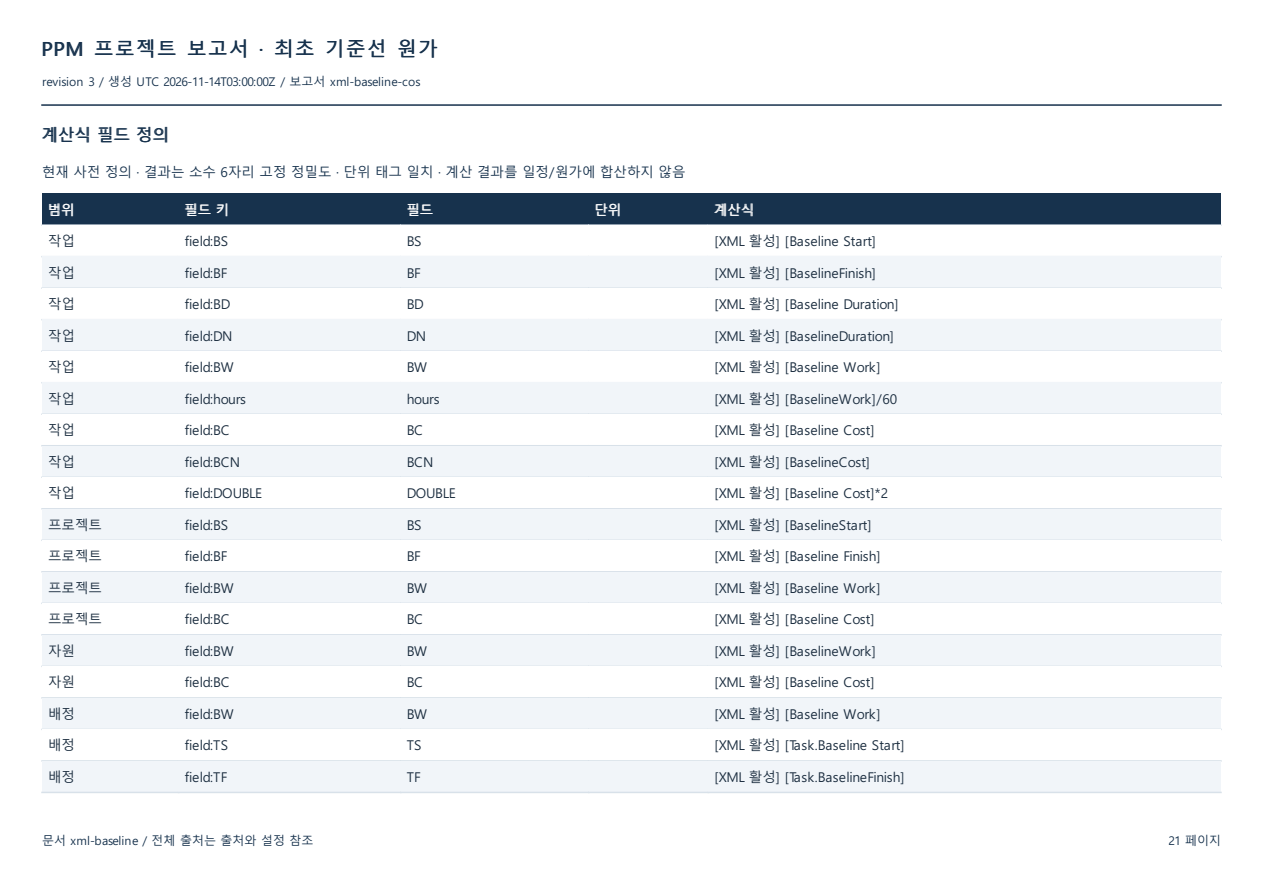 PPM 프로젝트 보고서 · 최초 기준선 원가
revision 3 / 생성 UTC 2026-11-14T03:00:00Z / 보고서 xml-baseline-cos
계산식 필드 정의
현재 사전 정의 · 결과는 소수 6자리 고정 정밀도 · 단위 태그 일치 · 계산 결과를 일정/원가에 합산하지 않음
범위 필드 키 필드 단위 계산식
작업 field:BS BS [XML 활성] [Baseline Start]
작업 field:BF BF [XML 활성] [BaselineFinish]
작업 field:BD BD [XML 활성] [Baseline Duration]
작업 field:DN DN [XML 활성] [BaselineDuration]
작업 field:BW BW [XML 활성] [Baseline Work]
작업 field:hours hours [XML 활성] [BaselineWork]/60
작업 field:BC BC [XML 활성] [Baseline Cost]
작업 field:BCN BCN [XML 활성] [BaselineCost]
작업 field:DOUBLE DOUBLE [XML 활성] [Baseline Cost]*2
프로젝트 field:BS BS [XML 활성] [BaselineStart]
프로젝트 field:BF BF [XML 활성] [Baseline Finish]
프로젝트 field:BW BW [XML 활성] [Baseline Work]
프로젝트 field:BC BC [XML 활성] [Baseline Cost]
자원 field:BW BW [XML 활성] [BaselineWork]
자원 field:BC BC [XML 활성] [Baseline Cost]
배정 field:BW BW [XML 활성] [Baseline Work]
배정 field:TS TS [XML 활성] [Task.Baseline Start]
배정 field:TF TF [XML 활성] [Task.BaselineFinish]
문서 xml-baseline / 전체 출처는 출처와 설정 참조 21 페이지